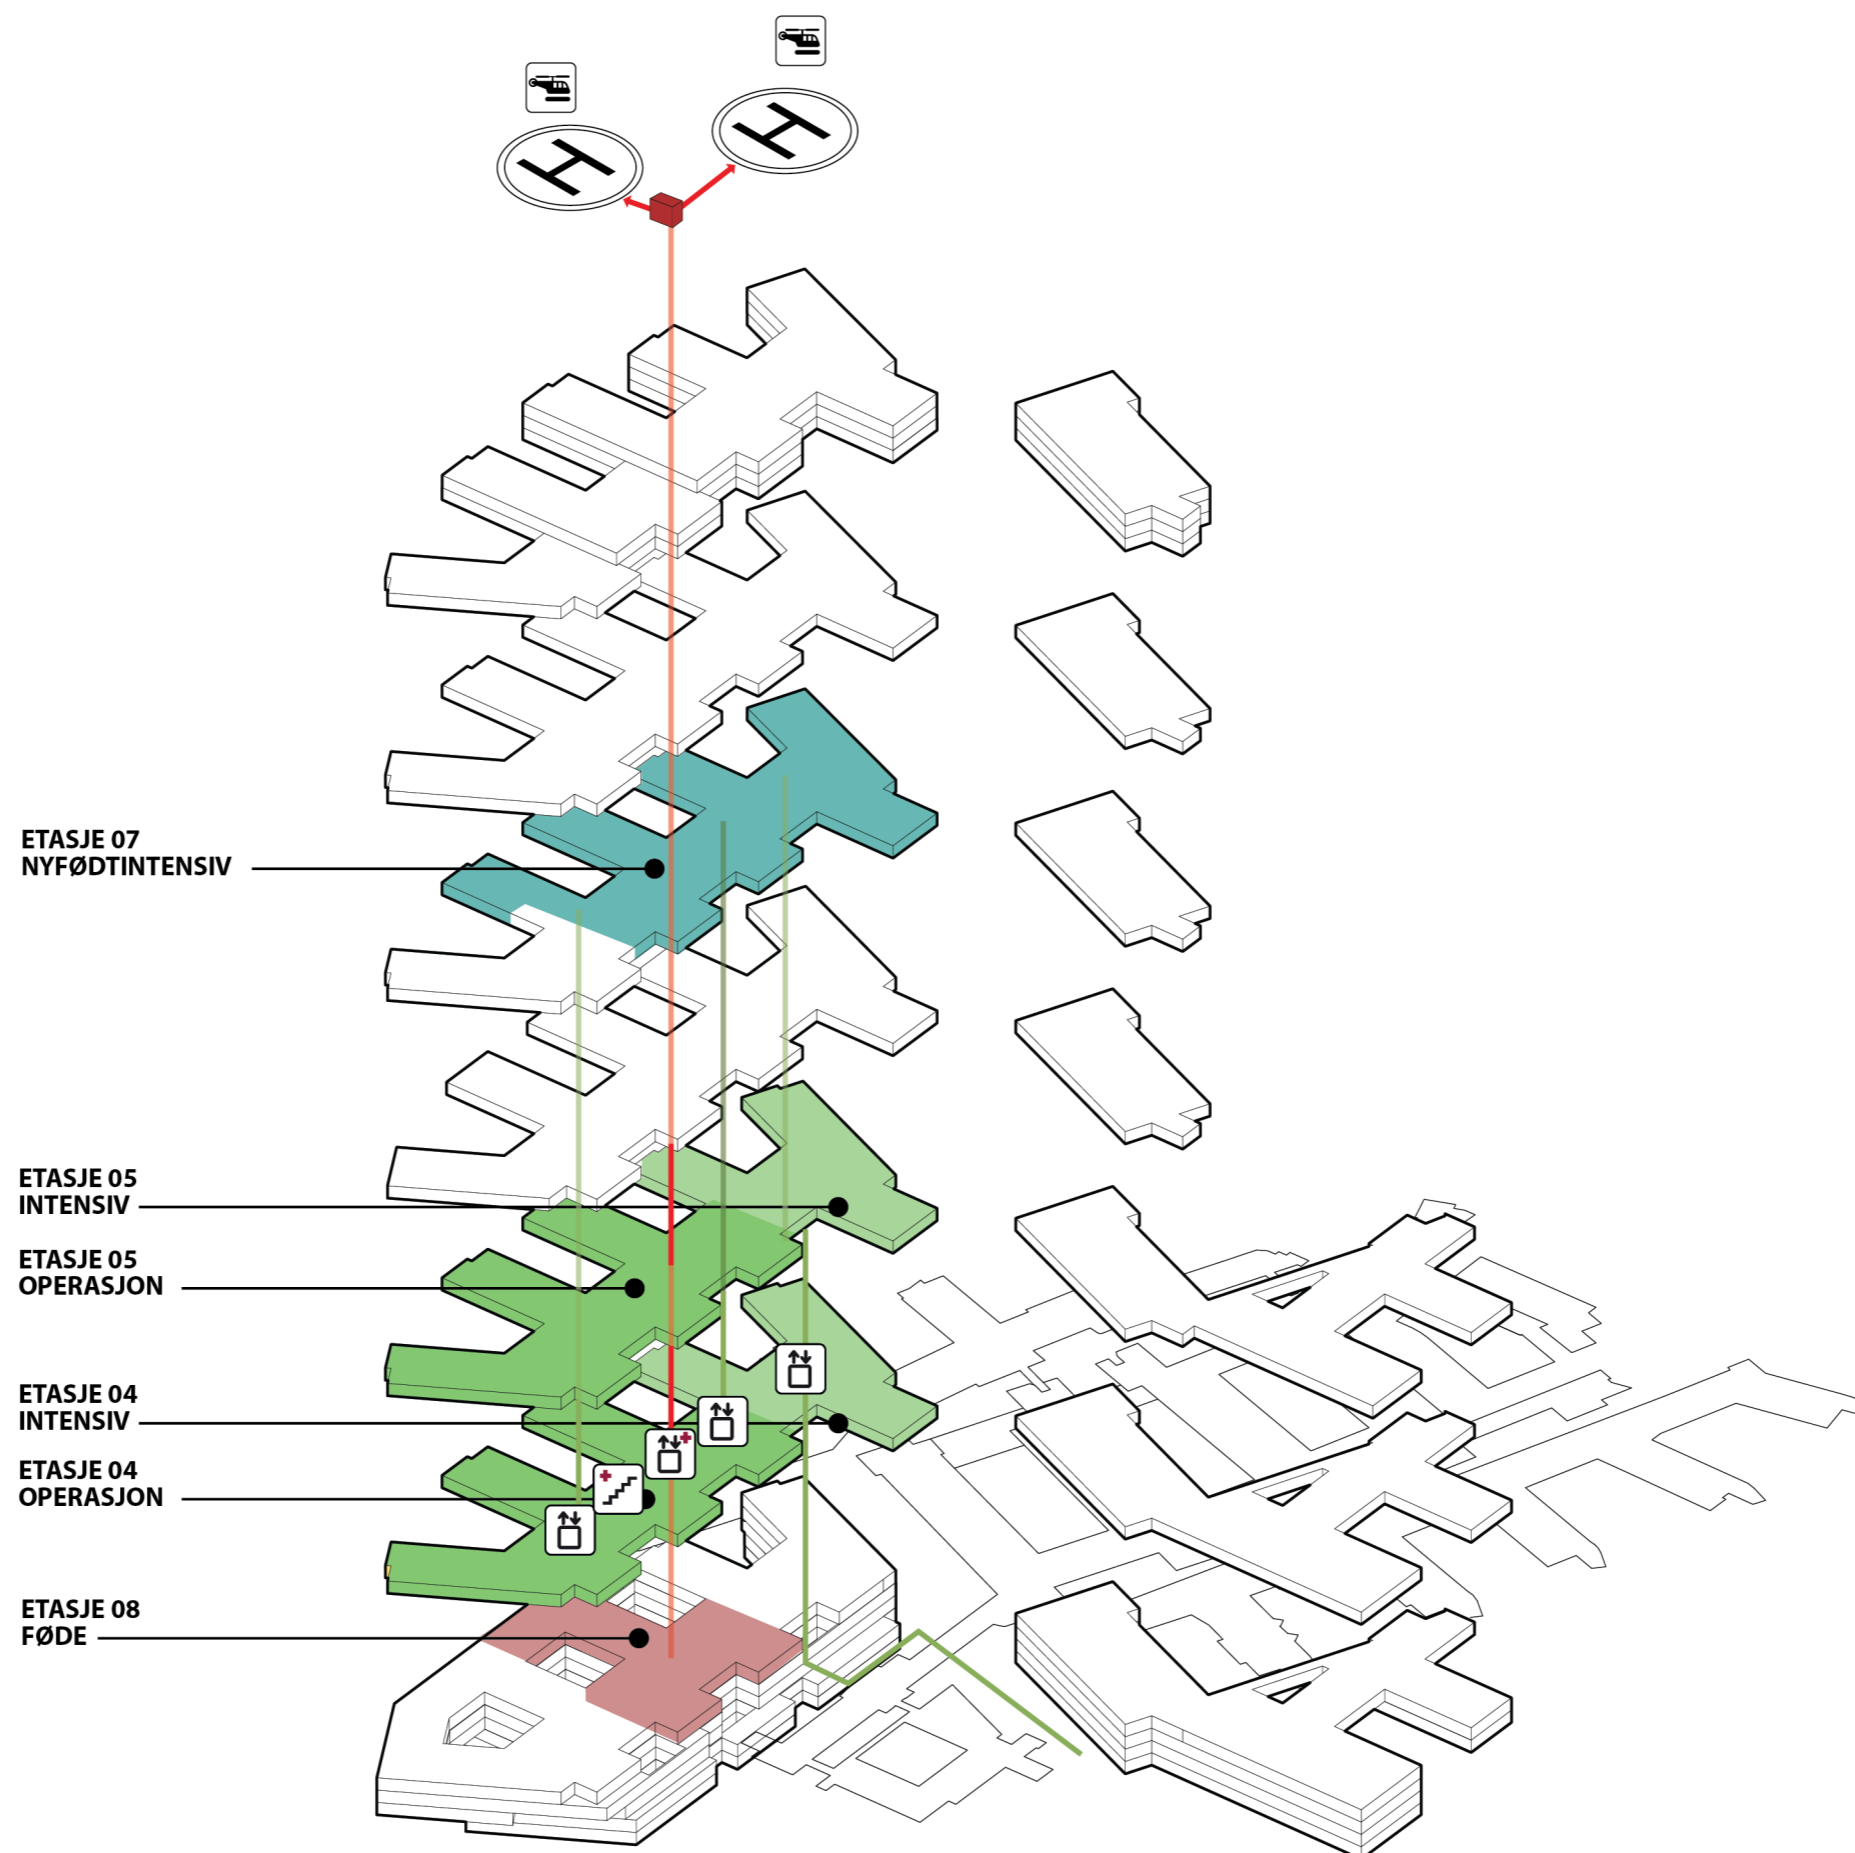 H
H
ETASJE 07
NYFØDTINTENSIV
ETASJE 05
INTENSIV
ETASJE 05
OPERASJON
ETASJE 04
INTENSIV
ETASJE 04
OPERASJON
ETASJE 08
FØDE